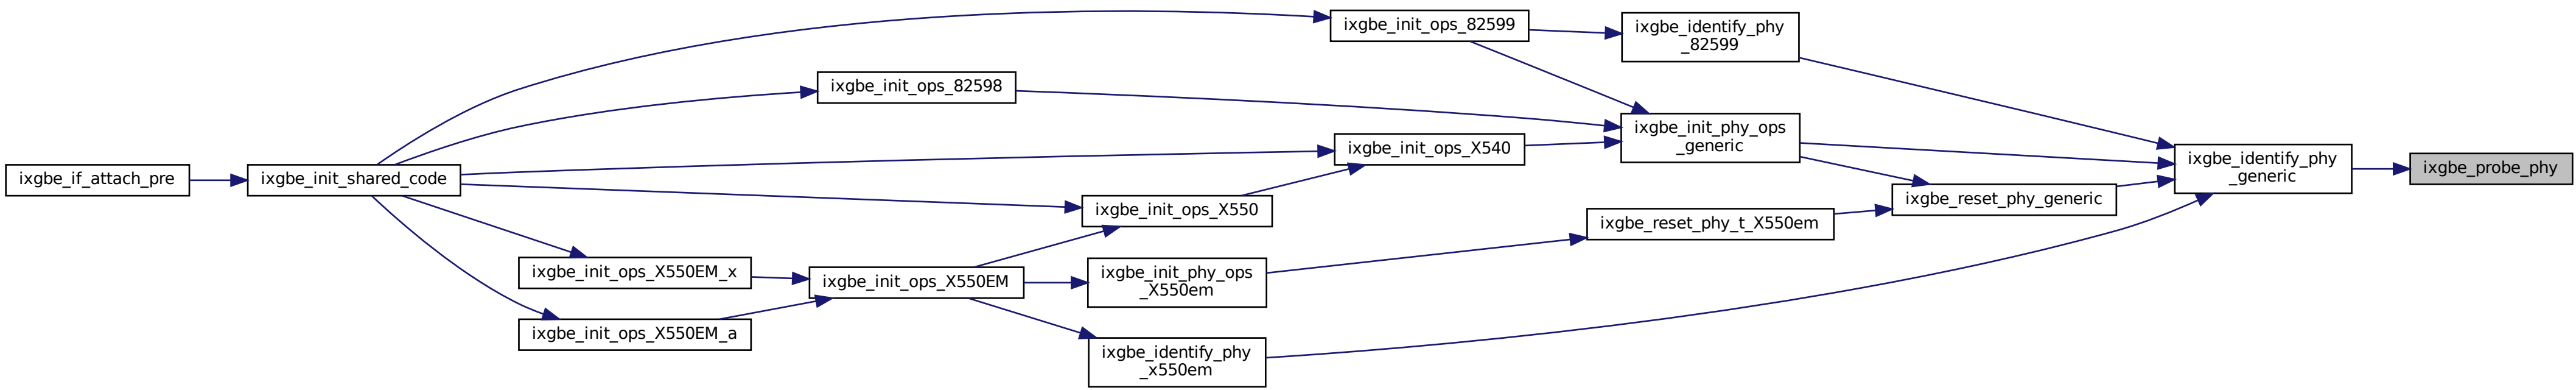 ixgbe_init_ops_82599
ixgbe_identify_phy
_82599
ixgbe_init_ops_82598
ixgbe_init_phy_ops
_generic
ixgbe_init_ops_X540
ixgbe_if_attach_pre
ixgbe_init_shared_code
ixgbe_identify_phy
_generic
ixgbe_probe_phy
ixgbe_reset_phy_generic
ixgbe_init_ops_X550
ixgbe_reset_phy_t_X550em
ixgbe_init_ops_X550EM_x
ixgbe_init_ops_X550EM
ixgbe_init_phy_ops
_X550em
ixgbe_init_ops_X550EM_a
ixgbe_identify_phy
_x550em